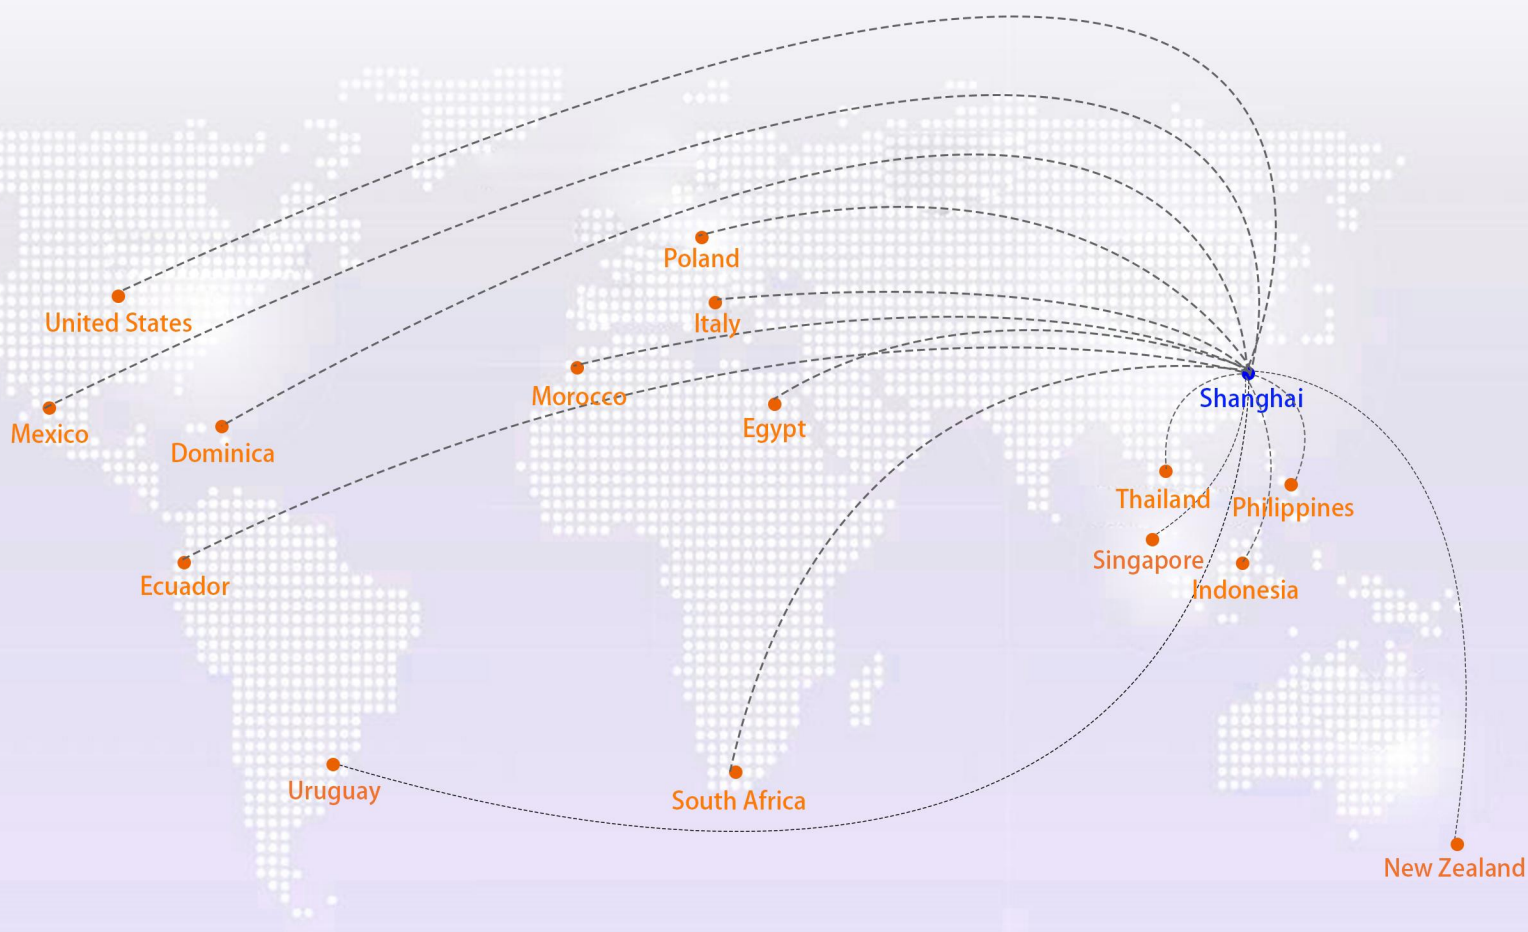 Poland
United States
Italy
Morocco
Shanghai
Mexico
Dominica
Egypt
Thailand
Philippines
Singapore
Ecuador
Indonesia
Uruguay
South Africa
New Zealand